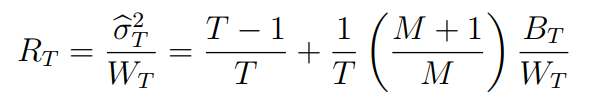 $R_T = \frac{\widehat{\sigma}_T^2}{W_T} = \frac{T-1}{T} + \frac{1}{T} \left( \frac{M+1}{M} \right) \frac{B_T}{W_T}$